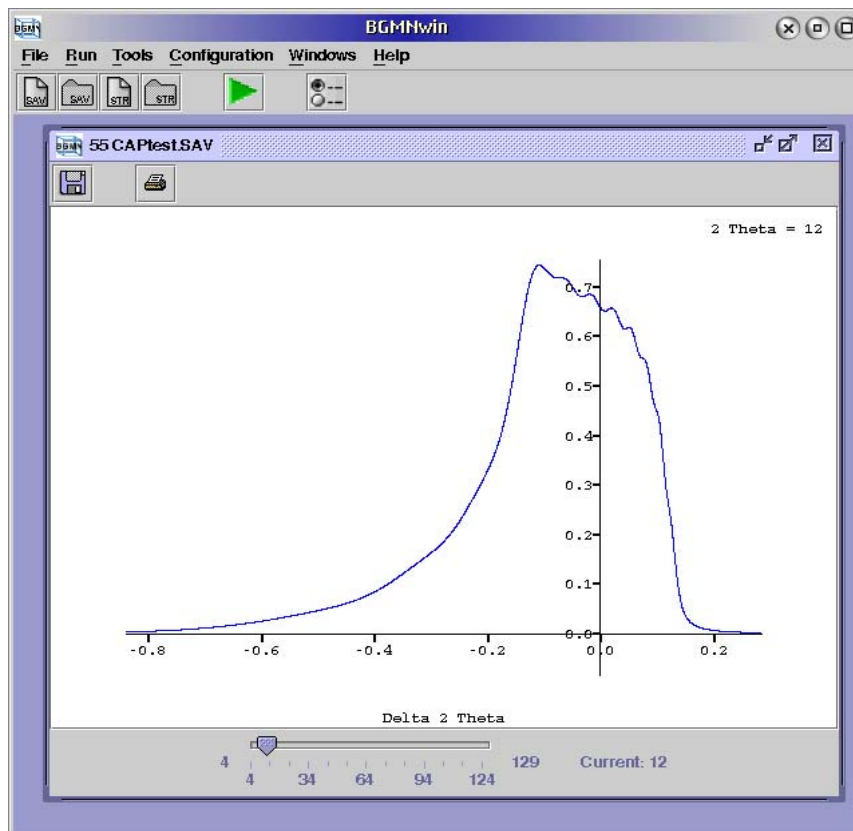 BGMN BGMNwin
File Run Tools Configuration Windows Help
SAV SAV STR STR
BGMN 55 CAPtest.SAV
2 Theta = 12
0.7
0.6
0.5
0.4
0.3
0.2
0.1
0.0
-0.8 -0.6 -0.4 -0.2 0.0 0.2
Delta 2 Theta
4 129 Current: 12
4 34 64 94 124